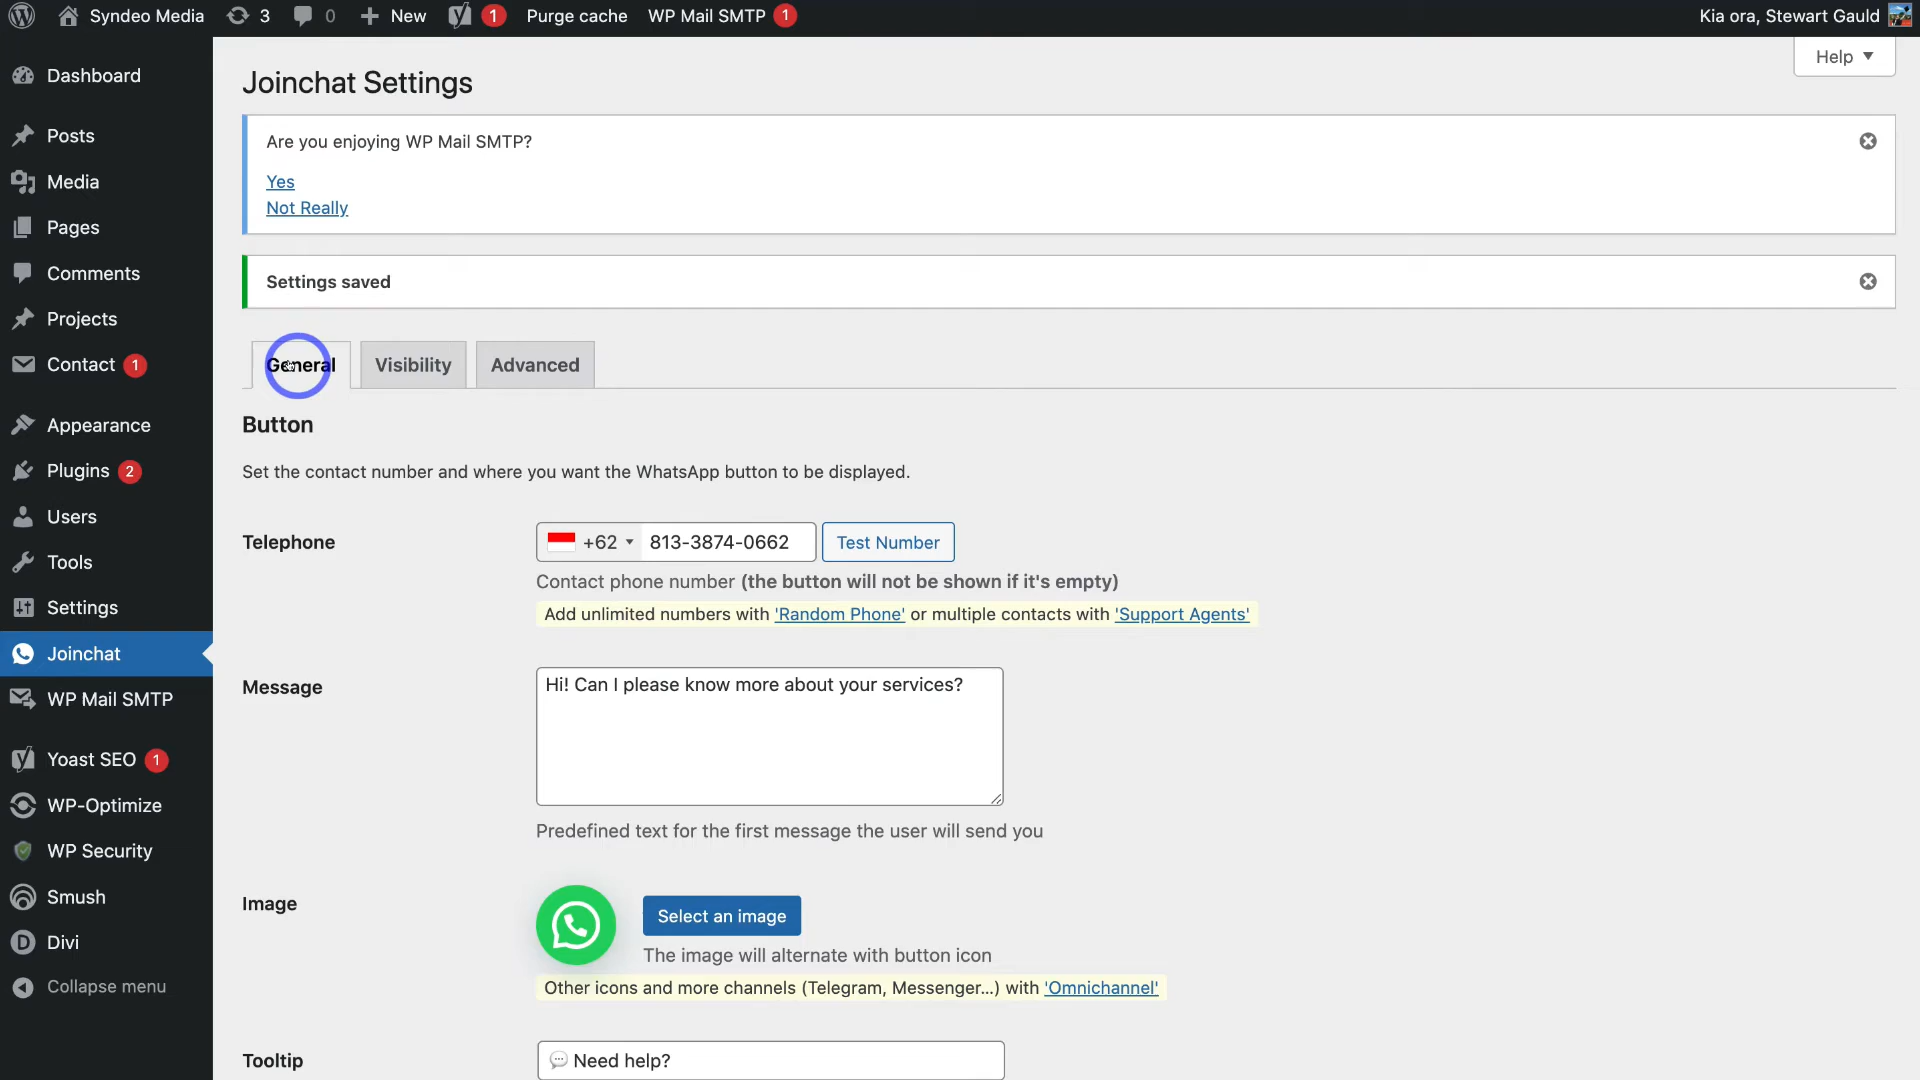 Syndeo Media 3 0 New 1 Purge cache WP Mail SMTP 1 Kia ora, Stewart Gauld
Help
Dashboard
Posts
Media
Pages
Comments
Projects
Contact 1
Appearance
Plugins 2
Users
Tools
Settings
Joinchat
WP Mail SMTP
Yoast SEO 1
WP-Optimize
WP Security
Smush
Divi
Collapse menu
Joinchat Settings
Are you enjoying WP Mail SMTP?
Yes
Not Really
Settings saved
General Visibility Advanced
Button
Set the contact number and where you want the WhatsApp button to be displayed.
Telephone +62 813-3874-0662 Test Number
Contact phone number (the button will not be shown if it's empty)
Add unlimited numbers with 'Random Phone' or multiple contacts with 'Support Agents'
Message Hi! Can I please know more about your services?
Predefined text for the first message the user will send you
Image Select an image
The image will alternate with button icon
Other icons and more channels (Telegram, Messenger...) with 'Omnichannel'
Tooltip 💬 Need help?